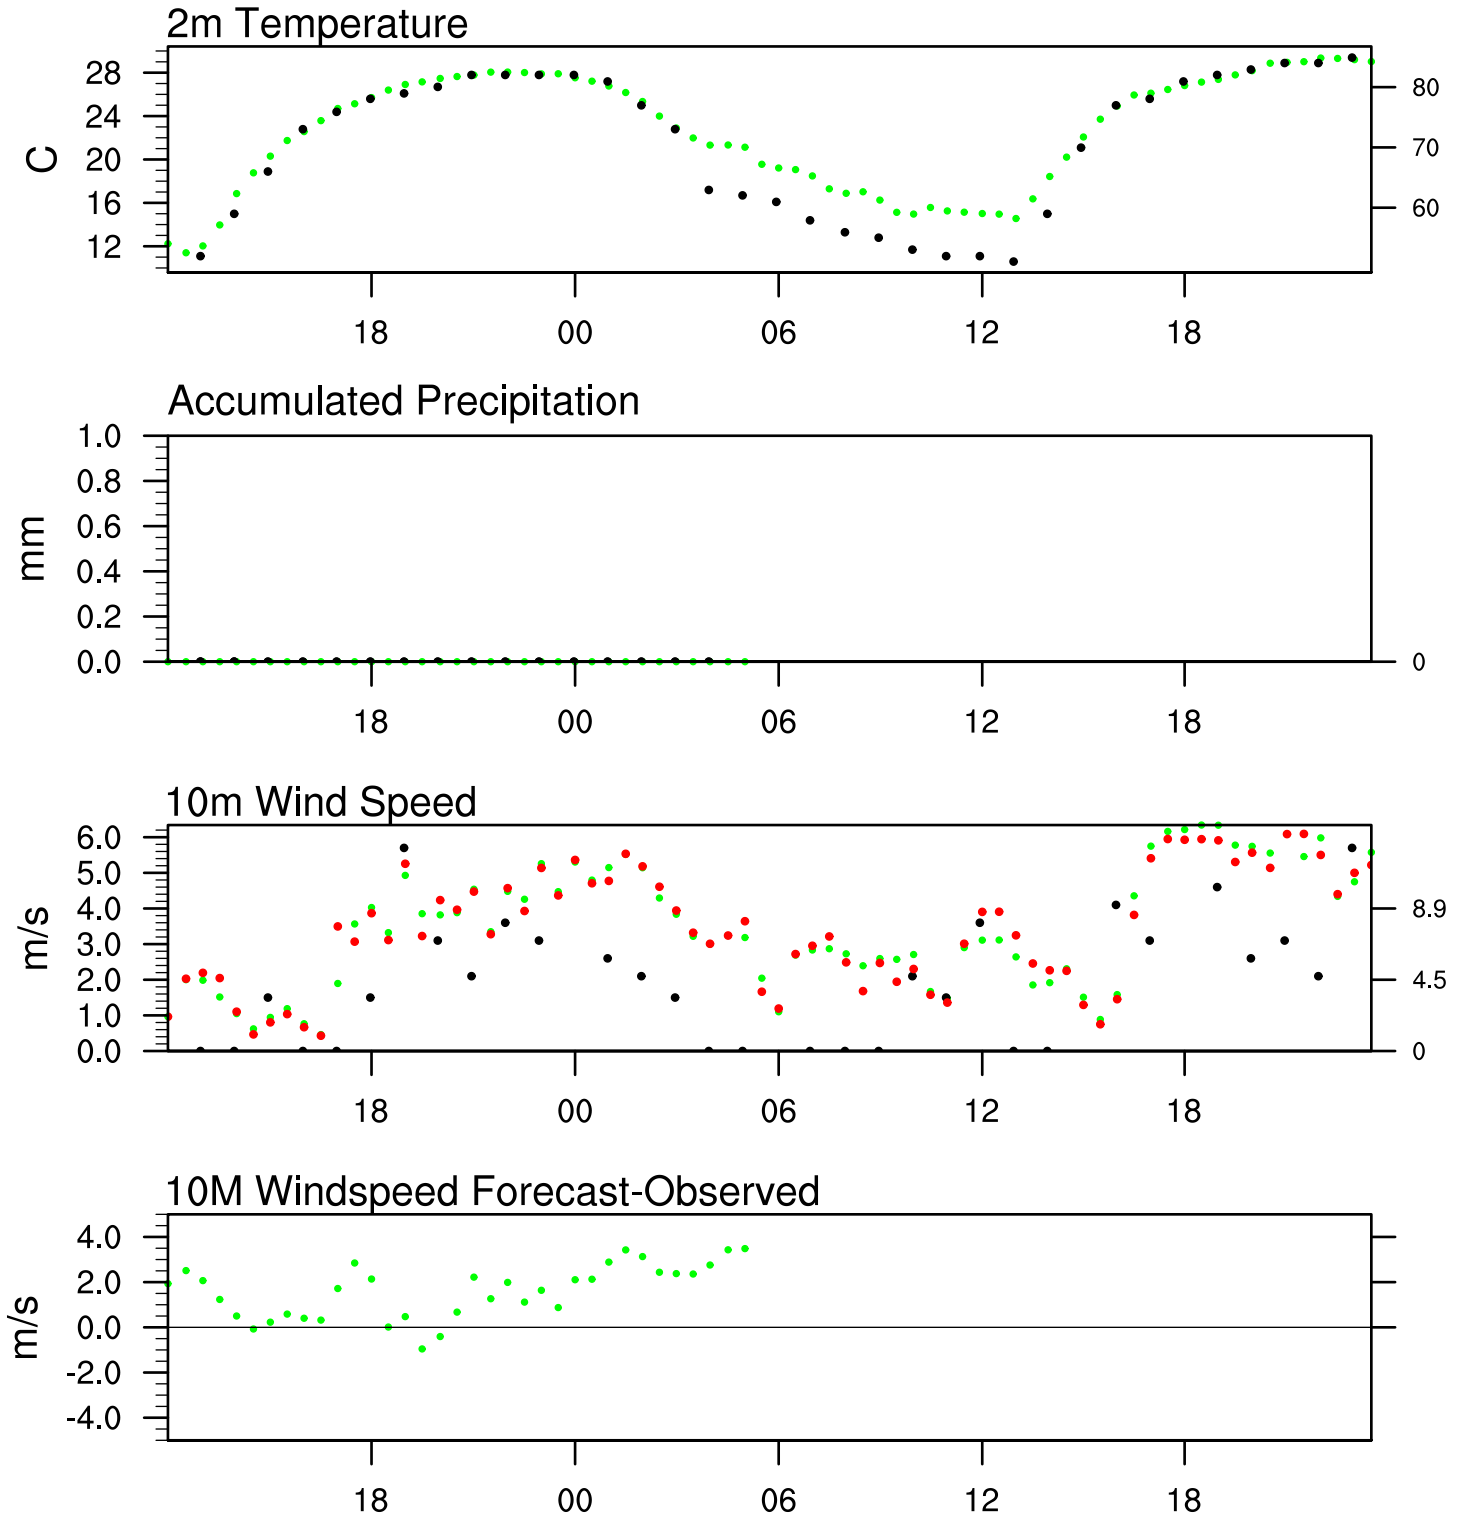 2m Temperature
28
24
20
16
12
C
80
70
60
18 00 06 12 18
Accumulated Precipitation
1.0
0.8
0.6
0.4
0.2
0.0
mm
0
18 00 06 12 18
10m Wind Speed
6.0
5.0
4.0
3.0
2.0
1.0
0.0
m/s
8.9
4.5
0
18 00 06 12 18
10M Windspeed Forecast-Observed
4.0
2.0
0.0
-2.0
-4.0
m/s
18 00 06 12 18